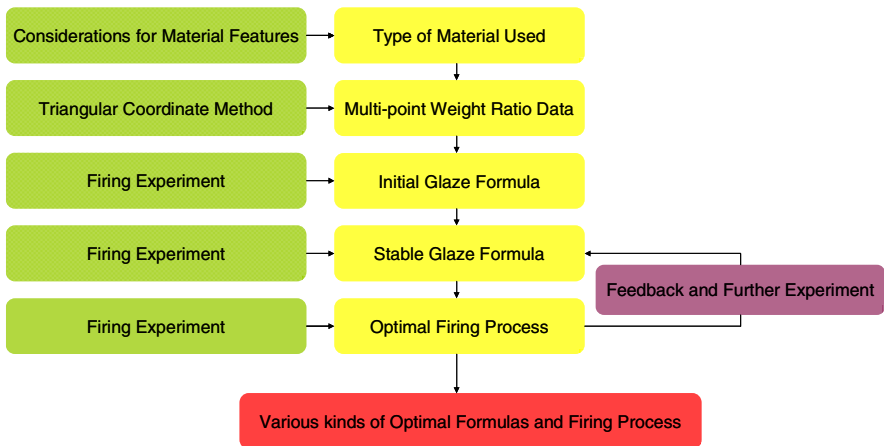 Considerations for Material Features
Type of Material Used
Triangular Coordinate Method
Multi-point Weight Ratio Data
Firing Experiment
Initial Glaze Formula
Firing Experiment
Stable Glaze Formula
Feedback and Further Experiment
Firing Experiment
Optimal Firing Process
Various kinds of Optimal Formulas and Firing Process